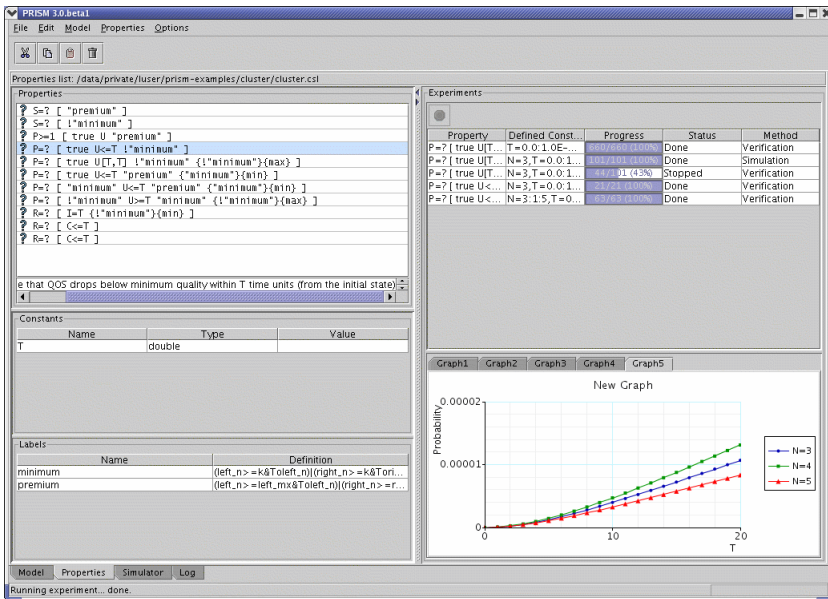 PRISM 3.0.beta1
File Edit Model Properties Options
Properties list: /data/private/luser/prism-examples/cluster/cluster.csl
Properties
? S=? [ "premium" ]
? S=? [ !"minimum" ]
? P>=1 [ true U "premium" ]
? P=? [ true U<=T !"minimum" ]
? P=? [ true U[T,T] !"minimum" {!"minimum"}{max} ]
? P=? [ true U<=T "premium" {"minimum"}{min} ]
? P=? [ "minimum" U<=T "premium" {"minimum"}{min} ]
? P=? [ !"minimum" U>=T "minimum" {!"minimum"}{max} ]
? R=? [ I=T {!"minimum"}{min} ]
? R=? [ C<=T ]
? R=? [ C<=T ]
e that QOS drops below minimum quality within T time units (from the initial state)
Constants
Name Type Value
T double
Labels
Name Definition
minimum (left_n>=k&Toleft_n)|(right_n>=k&Tori...
premium (left_n>=left_mx&Toleft_n)|(right_n>=r...
Experiments
Property Defined Const... Progress Status Method
P=? [ true U[T... T=0.0:1.0E-... 660/660 (100%) Done Verification
P=? [ true U[T... N=3,T=0.0:1... 101/101 (100%) Done Simulation
P=? [ true U[T... N=3,T=0.0:1... 44/101 (43%) Stopped Verification
P=? [ true U<... N=3,T=0.0:1... 21/21 (100%) Done Verification
P=? [ true U<... N=3:1:5,T=0... 63/63 (100%) Done Verification
Graph1 Graph2 Graph3 Graph4 Graph5
New Graph
Probability
0.00002
0.00001
0
0 10 20
T
N=3
N=4
N=5
Model Properties Simulator Log
Running experiment... done.